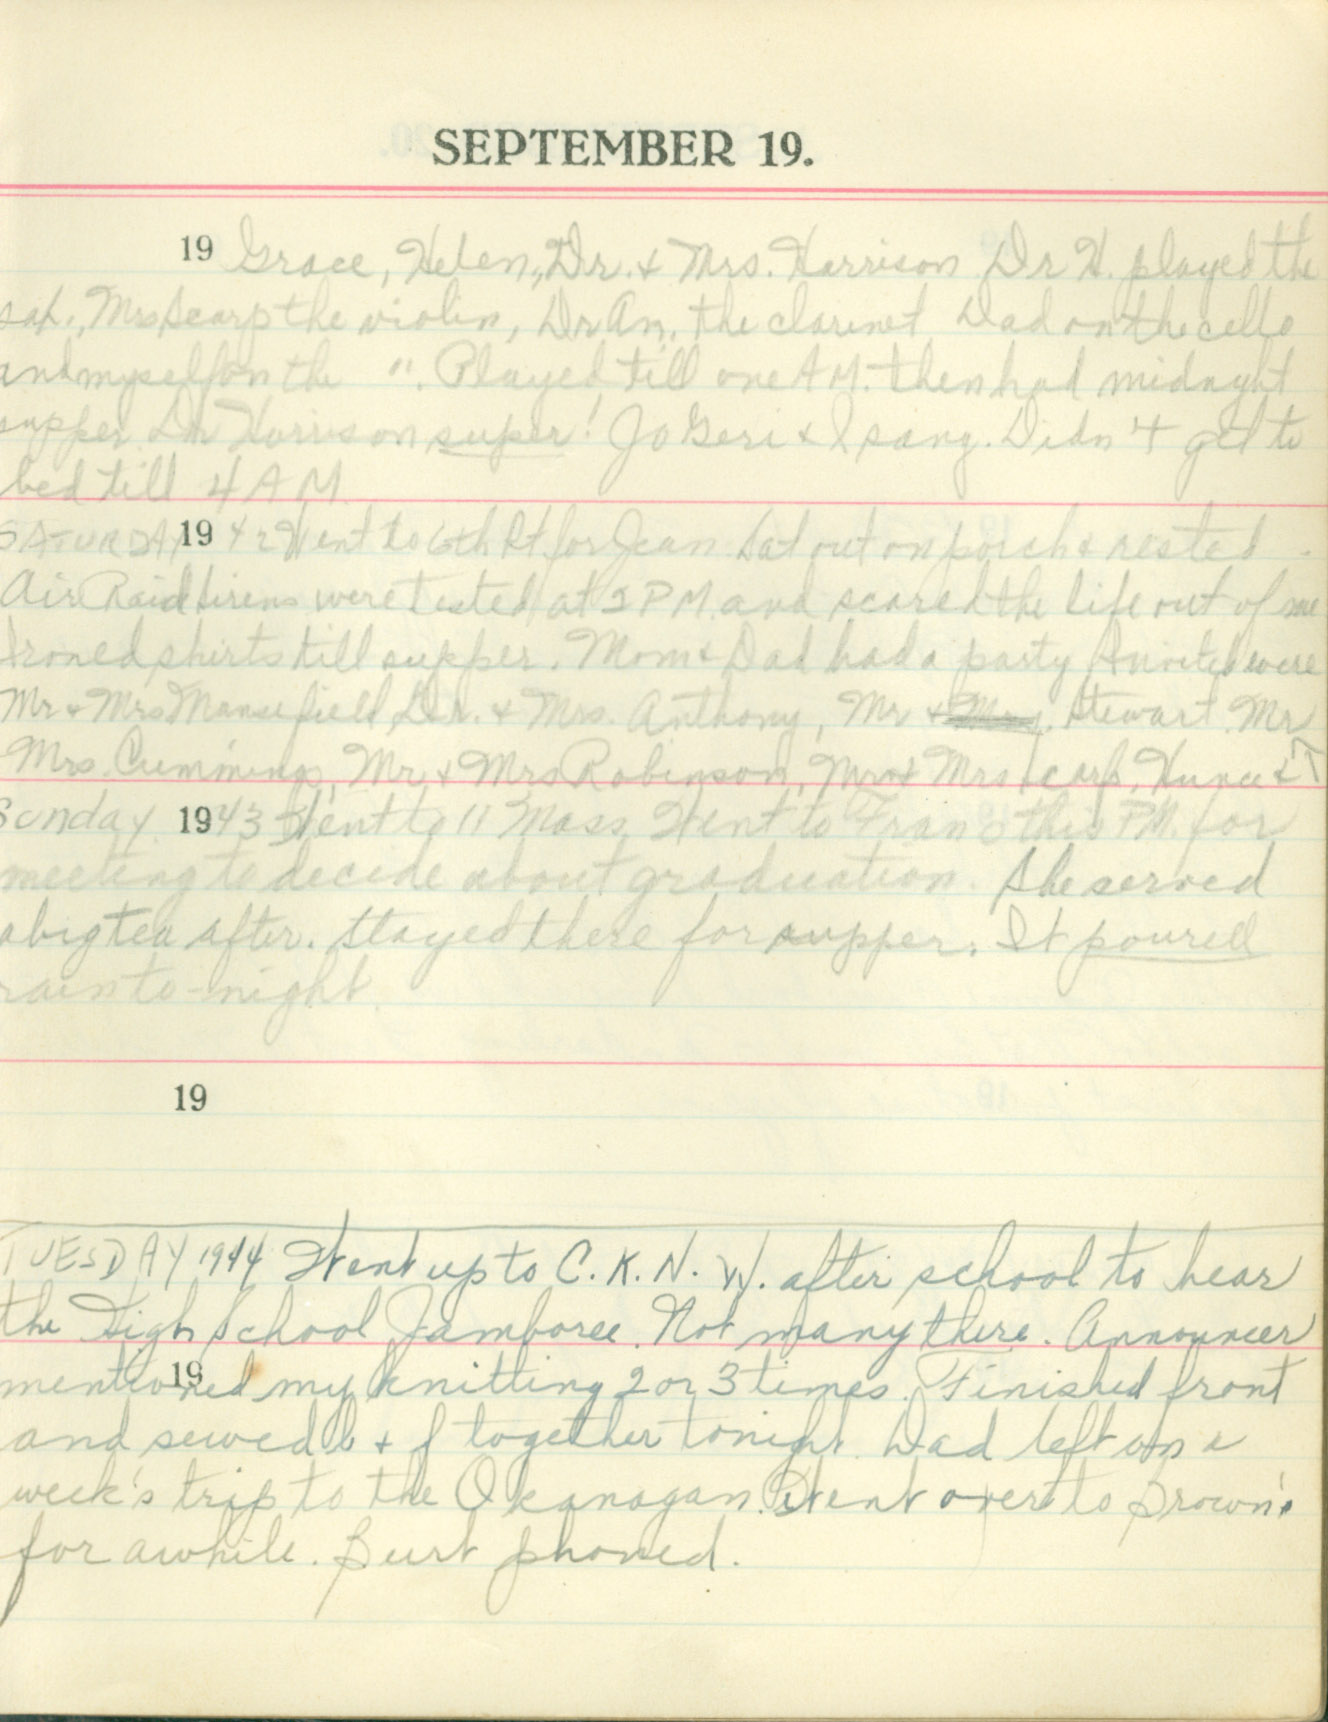 SEPTEMBER 19.
19 Grace, Helen, Dr. & Mrs. Harrison Dr H. played the
sax., Mrs Scarp the violin, Dr An. the clarinet Dad on the cello
and myself on the ". Played till one A M. then had midnight
supper Dr Harrison super! Jo Geri & I sang. Didn't get to
bed till 4 A M.
SATURDAY 19 42 Went to 6th St. for Jean. Sat out on porch & rested.
Air Raid Sirens were tested at 2 P M. and scared the life out of me
Ironed shirts till supper. Mom & Dad had a party Invited were
Mr & Mrs Mansefield Dr. & Mrs. Anthony, Mr & Mrs. Stewart Mr
Mrs. Cummings, Mr & Mrs Robinson, Mr & Mrs Scarp, &
Sunday 1943 Went to 11 Mass Went to Fran's this P.M. for
meeting to decide about graduation. She served
a big tea after. Stayed there for supper. It poured
rain to-night.
19
TUESDAY 1944 Went up to C. K. N. W. after school to hear
the High School Jamboree. Not many there. Announcer
19
mentioned my knitting 2 or 3 times. Finished front
and sewed b & f together tonight. Dad left on a
week's trip to the Okanagan. Went over to Brown's
for awhile. Burt phoned.